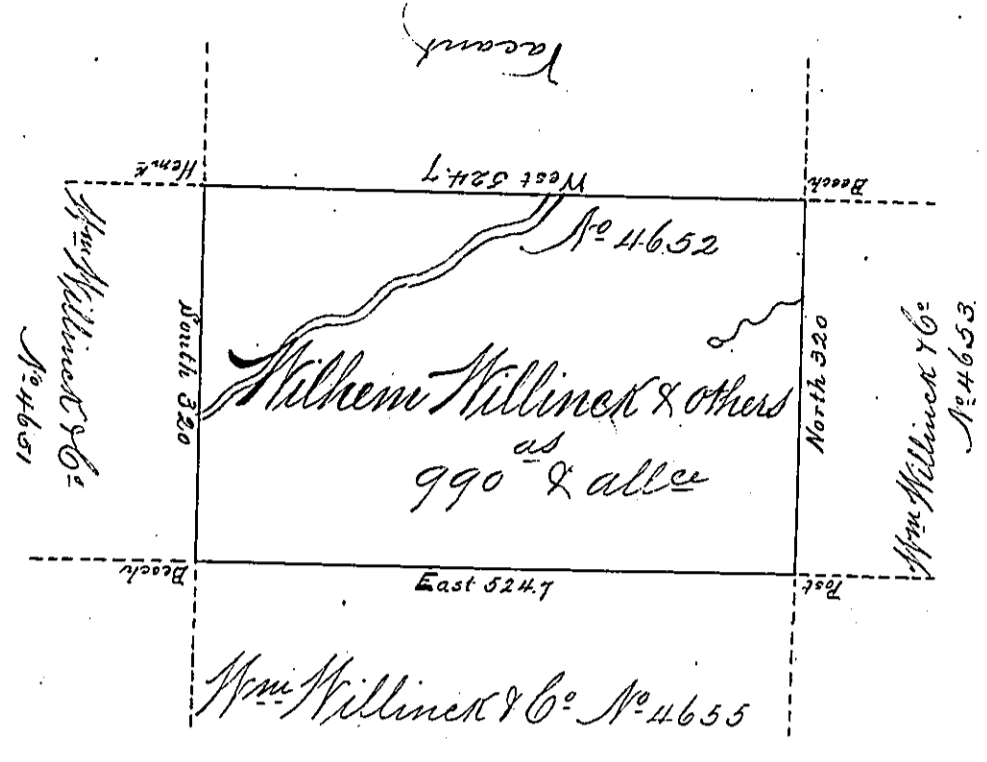 Vacant
Hem.k
West 524.7
Beech
No 4652
Wm Willinck & Co
No 4651
South 320
Wilhem Willinck & others
990 as & allce
North 320
Wm Willinck & Co
No 4653.
Beech
East 524.7
Post
Wm Willinck & Co No 4655